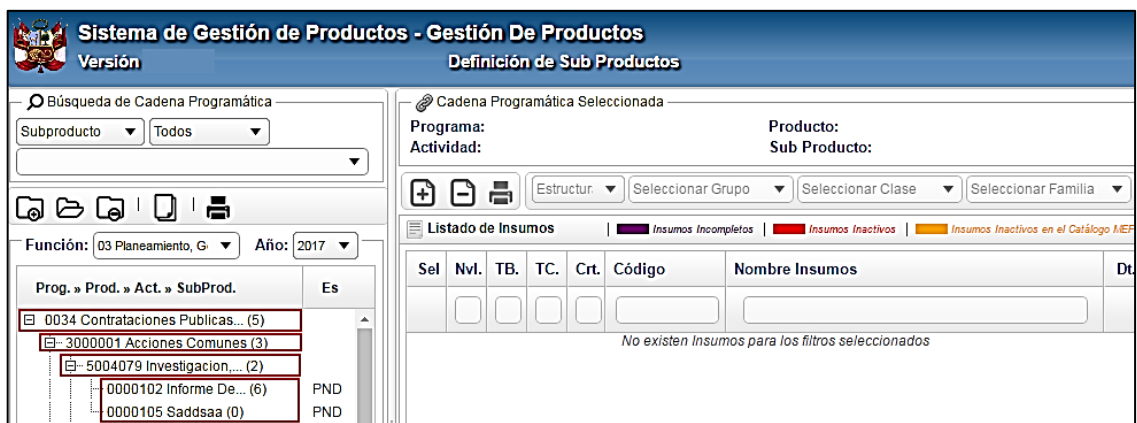 Sistema de Gestión de Productos - Gestión De Productos
Versión Definición de Sub Productos
Búsqueda de Cadena Programática
Subproducto Todos
Función: 03 Planeamiento, G Año: 2017
Prog. » Prod. » Act. » SubProd. Es
0034 Contrataciones Publicas... (5)
3000001 Acciones Comunes (3)
5004079 Investigacion,... (2)
0000102 Informe De... (6) PND
0000105 Saddsaa (0) PND
Cadena Programática Seleccionada
Programa: Producto:
Actividad: Sub Producto:
Estructur. Seleccionar Grupo Seleccionar Clase Seleccionar Familia
Listado de Insumos Insumos Incompletos Insumos Inactivos Insumos Inactivos en el Catálogo MEF
Sel Nvl. TB. TC. Crt. Código Nombre Insumos Dt.
No existen Insumos para los filtros seleccionados